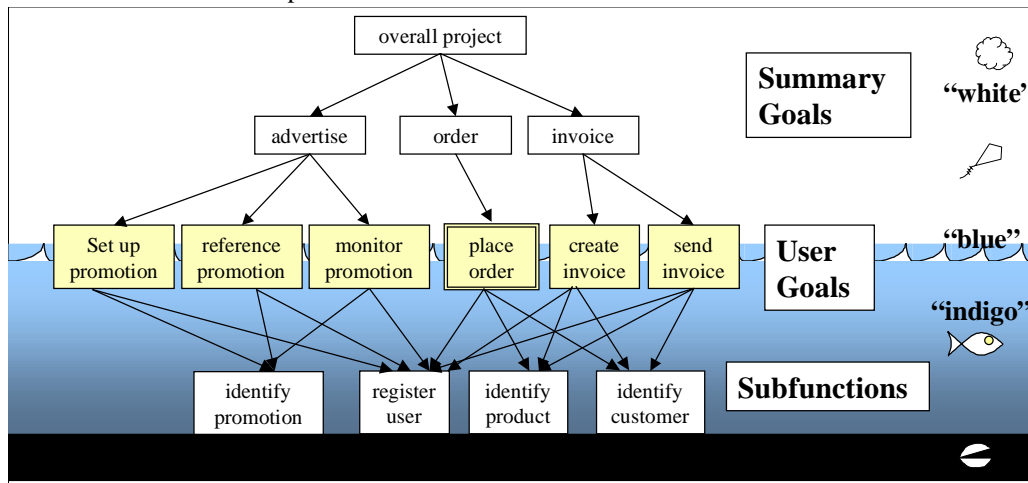 overall project
Summary
Goals
“white”
advertise
order
invoice
Set up
promotion
reference
promotion
monitor
promotion
place
order
create
invoice
send
invoice
User
Goals
“blue”
“indigo”
identify
promotion
register
user
identify
product
identify
customer
Subfunctions